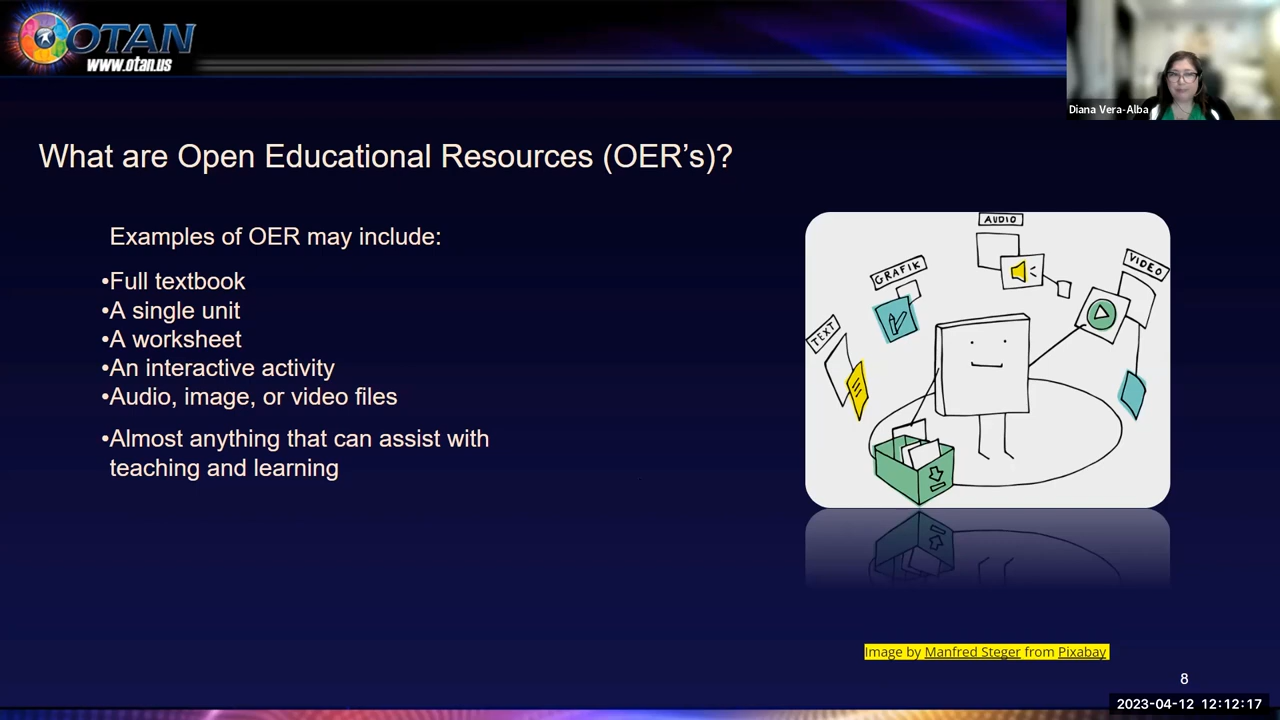 OTAN
www.otan.us
Diana Vera-Alba
What are Open Educational Resources (OER’s)?
Examples of OER may include:
•Full textbook
•A single unit
•A worksheet
•An interactive activity
•Audio, image, or video files
•Almost anything that can assist with
teaching and learning
AUDIO
GRAFIK
VIDEO
TEXT
Image by Manfred Steger from Pixabay
8
2023-04-12 12:12:17